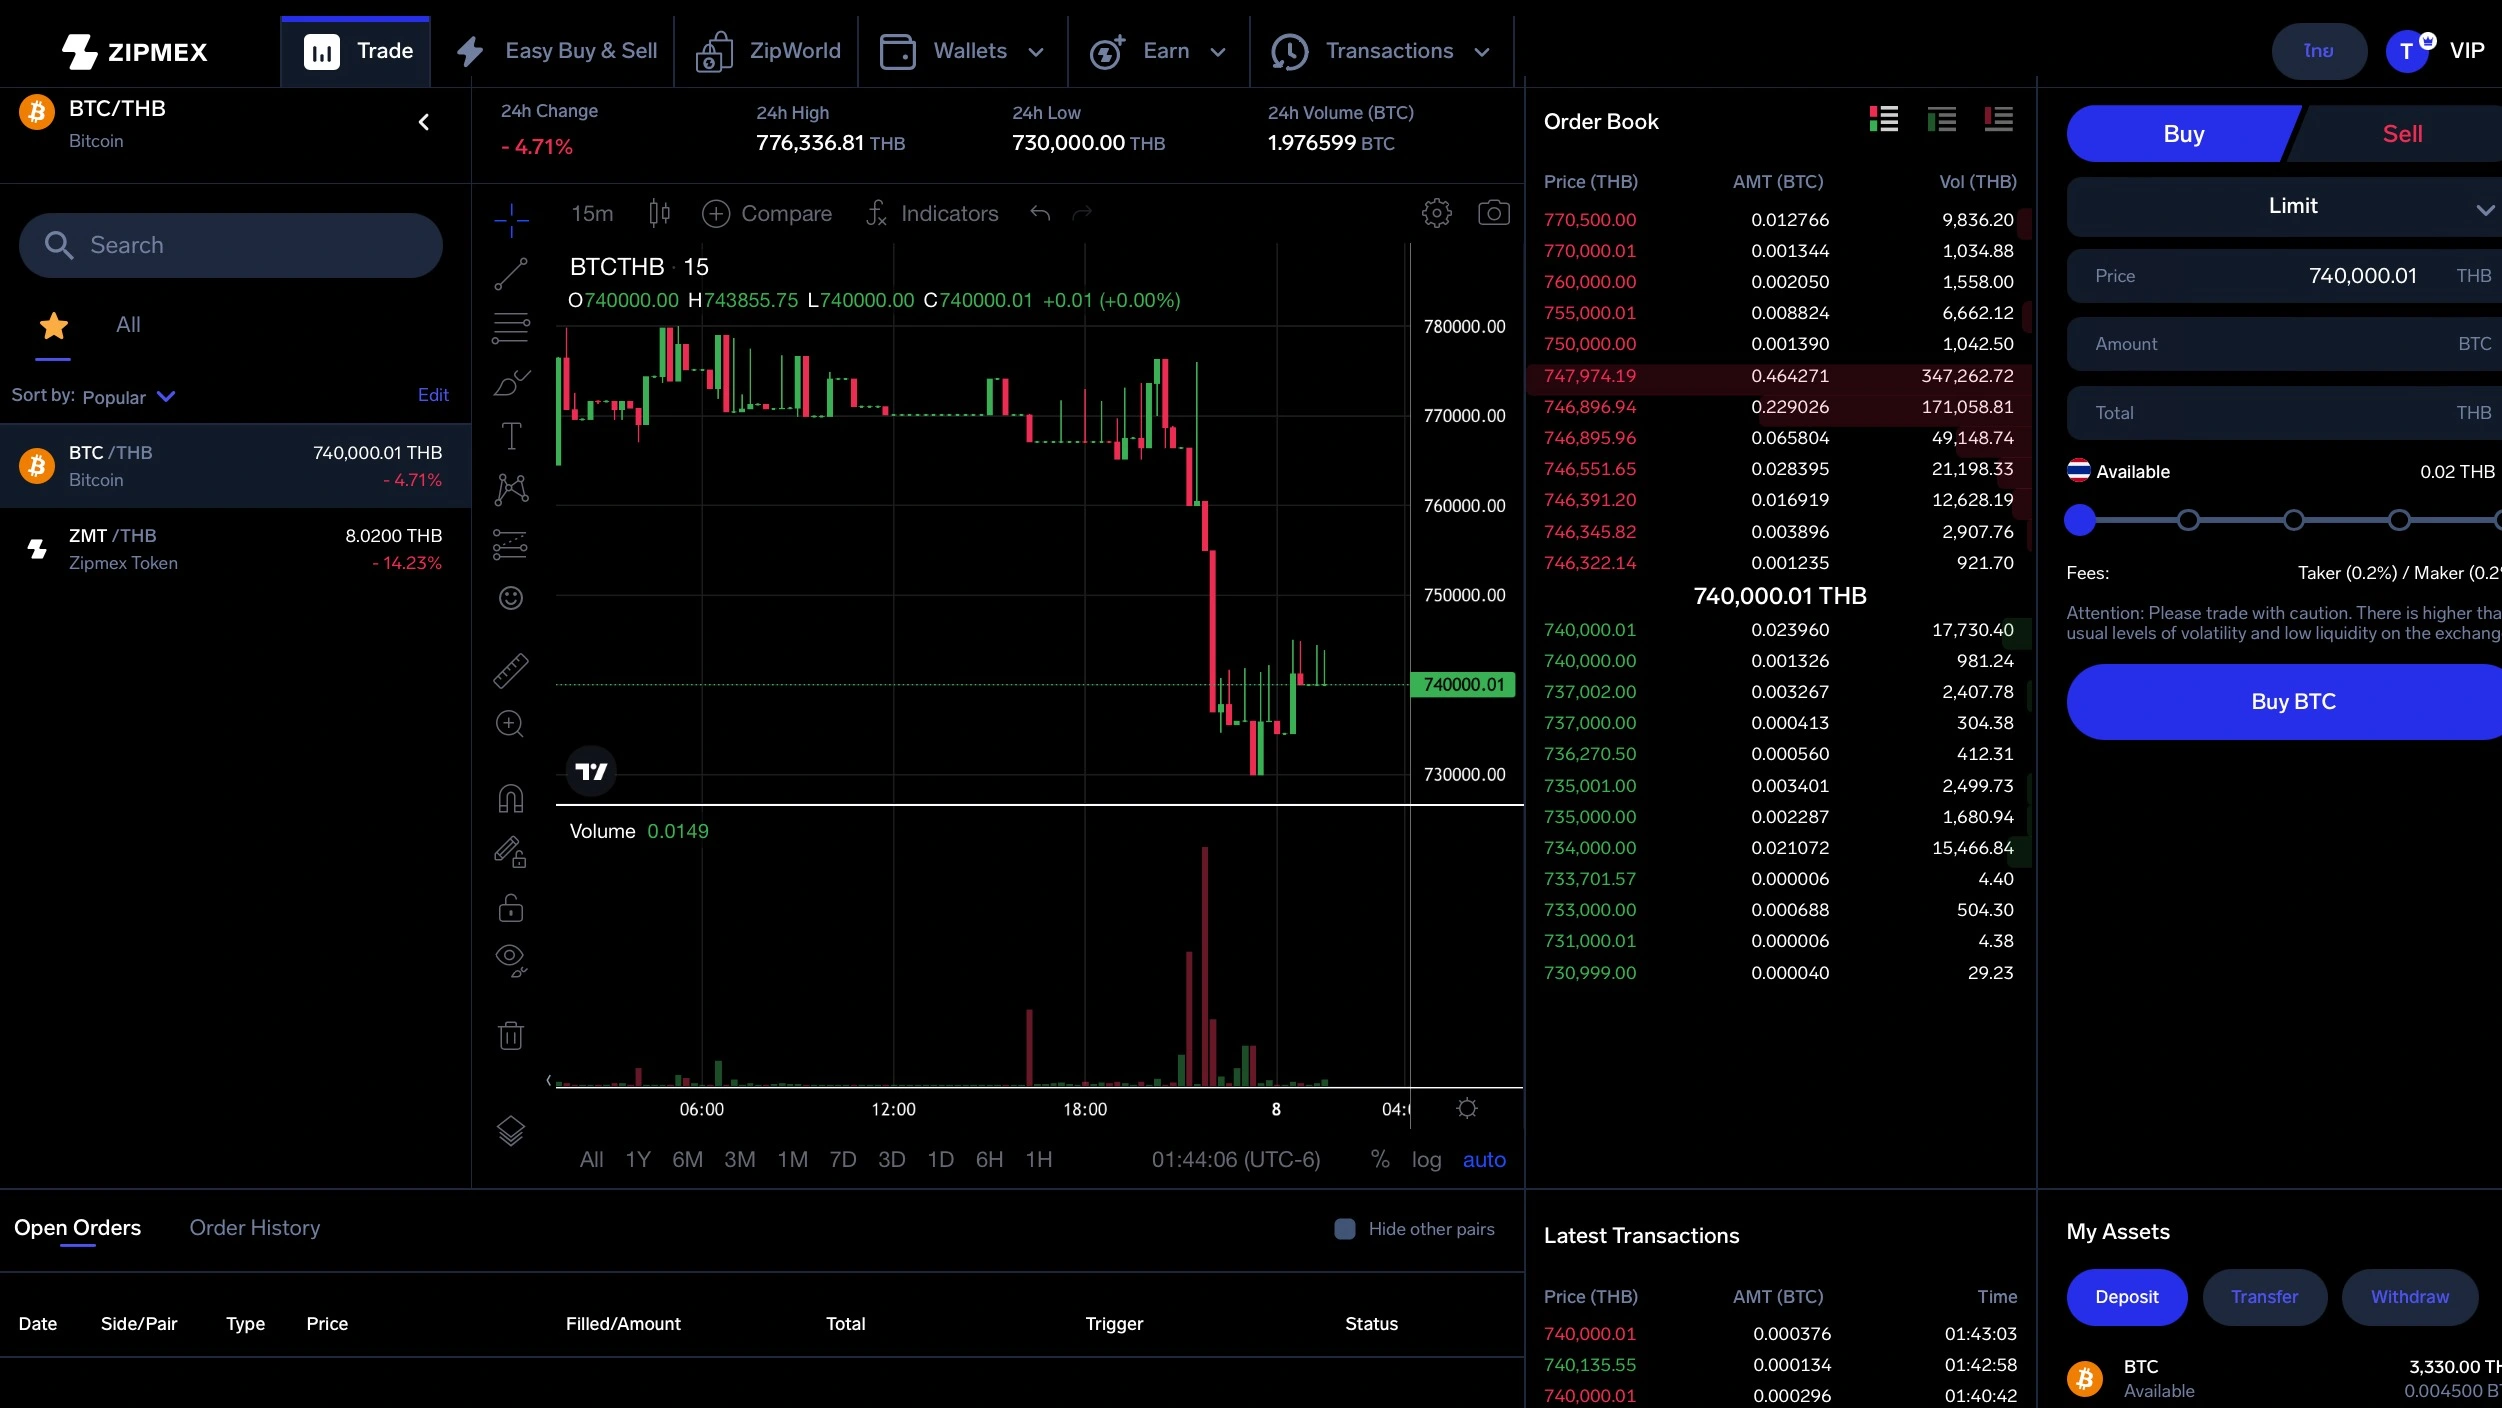 ZIPMEX
Trade
Easy Buy & Sell
ZipWorld
Wallets
Earn
Transactions
ไทย
T
VIP
BTC/THB
Bitcoin
Search
All
Sort by: Popular
Edit
BTC /THB 740,000.01 THB
Bitcoin - 4.71%
ZMT /THB 8.0200 THB
Zipmex Token - 14.23%
24h Change
- 4.71%
24h High
776,336.81 THB
24h Low
730,000.00 THB
24h Volume (BTC)
1.976599 BTC
15m
Compare
Indicators
BTCTHB · 15
O740000.00 H743855.75 L740000.00 C740000.01 +0.01 (+0.00%)
780000.00
770000.00
760000.00
750000.00
740000.01
730000.00
Volume 0.0149
06:00 12:00 18:00 8 04:
All 1Y 6M 3M 1M 7D 3D 1D 6H 1H
01:44:06 (UTC-6)
% log auto
Order Book
Price (THB) AMT (BTC) Vol (THB)
770,500.00 0.012766 9,836.20
770,000.01 0.001344 1,034.88
760,000.00 0.002050 1,558.00
755,000.01 0.008824 6,662.12
750,000.00 0.001390 1,042.50
747,974.19 0.464271 347,262.72
746,896.94 0.229026 171,058.81
746,895.96 0.065804 49,148.74
746,551.65 0.028395 21,198.33
746,391.20 0.016919 12,628.19
746,345.82 0.003896 2,907.76
746,322.14 0.001235 921.70
740,000.01 THB
740,000.01 0.023960 17,730.40
740,000.00 0.001326 981.24
737,002.00 0.003267 2,407.78
737,000.00 0.000413 304.38
736,270.50 0.000560 412.31
735,001.00 0.003401 2,499.73
735,000.00 0.002287 1,680.94
734,000.00 0.021072 15,466.84
733,701.57 0.000006 4.40
733,000.00 0.000688 504.30
731,000.01 0.000006 4.38
730,999.00 0.000040 29.23
Buy
Sell
Limit
Price 740,000.01 THB
Amount BTC
Total THB
Available 0.02 THB
Fees: Taker (0.2%) / Maker (0.2
Attention: Please trade with caution. There is higher tha
usual levels of volatility and low liquidity on the exchang
Buy BTC
Open Orders
Order History
Hide other pairs
Date Side/Pair Type Price Filled/Amount Total Trigger Status
Latest Transactions
Price (THB) AMT (BTC) Time
740,000.01 0.000376 01:43:03
740,135.55 0.000134 01:42:58
740,000.01 0.000296 01:40:42
My Assets
Deposit
Transfer
Withdraw
BTC 3,330.00 TH
Available 0.004500 B